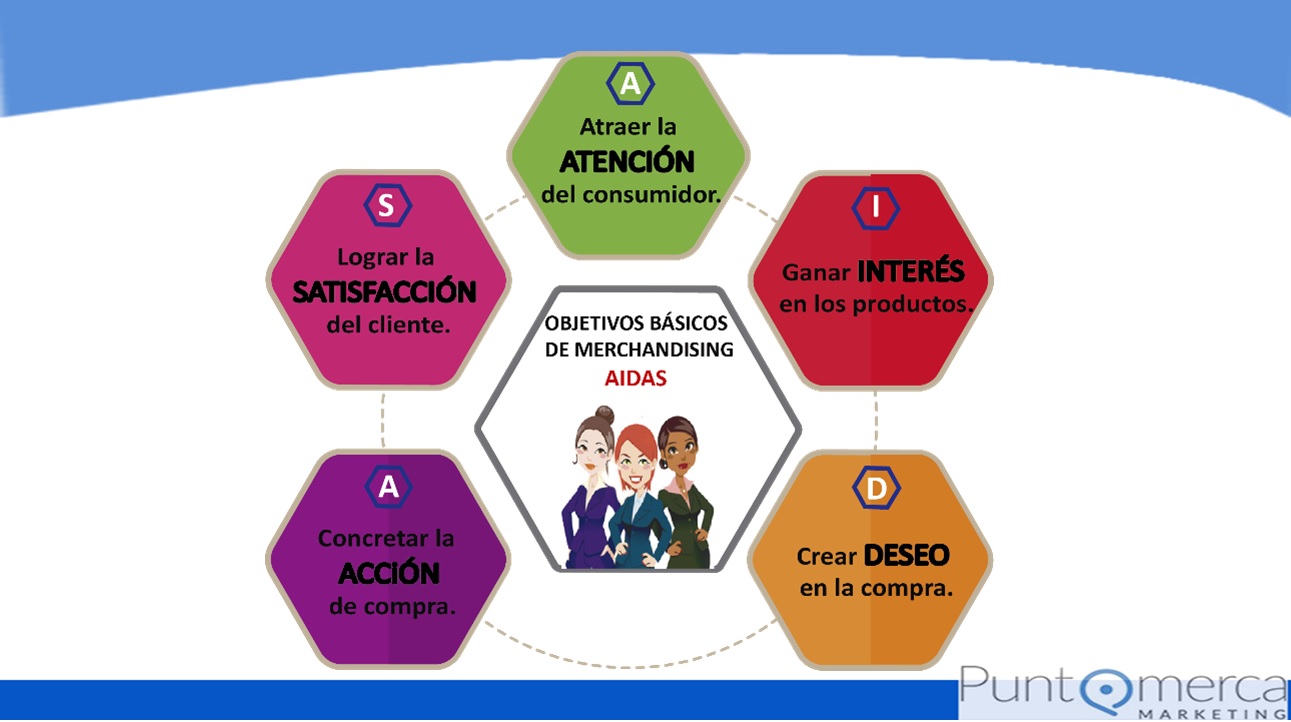 A
Atraer la
ATENCIÓN
del consumidor.
I
Ganar INTERÉS
en los productos.
D
Crear DESEO
en la compra.
A
Concretar la
ACCIÓN
de compra.
S
Lograr la
SATISFACCIÓN
del cliente.
OBJETIVOS BÁSICOS
DE MERCHANDISING
AIDAS
Puntomerca
MARKETING